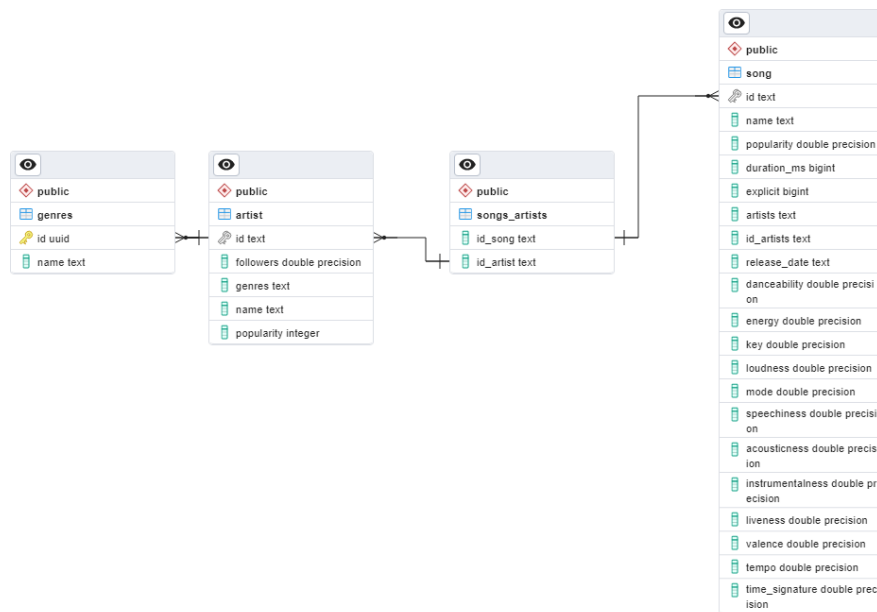 public
genres
id uuid
name text
public
artist
id text
followers double precision
genres text
name text
popularity integer
public
songs_artists
id_song text
id_artist text
public
song
id text
name text
popularity double precision
duration_ms bigint
explicit bigint
artists text
id_artists text
release_date text
danceability double precisi
on
energy double precision
key double precision
loudness double precision
mode double precision
speechiness double precisi
on
acousticness double precis
ion
instrumentalness double pr
ecision
liveness double precision
valence double precision
tempo double precision
time_signature double prec
ision